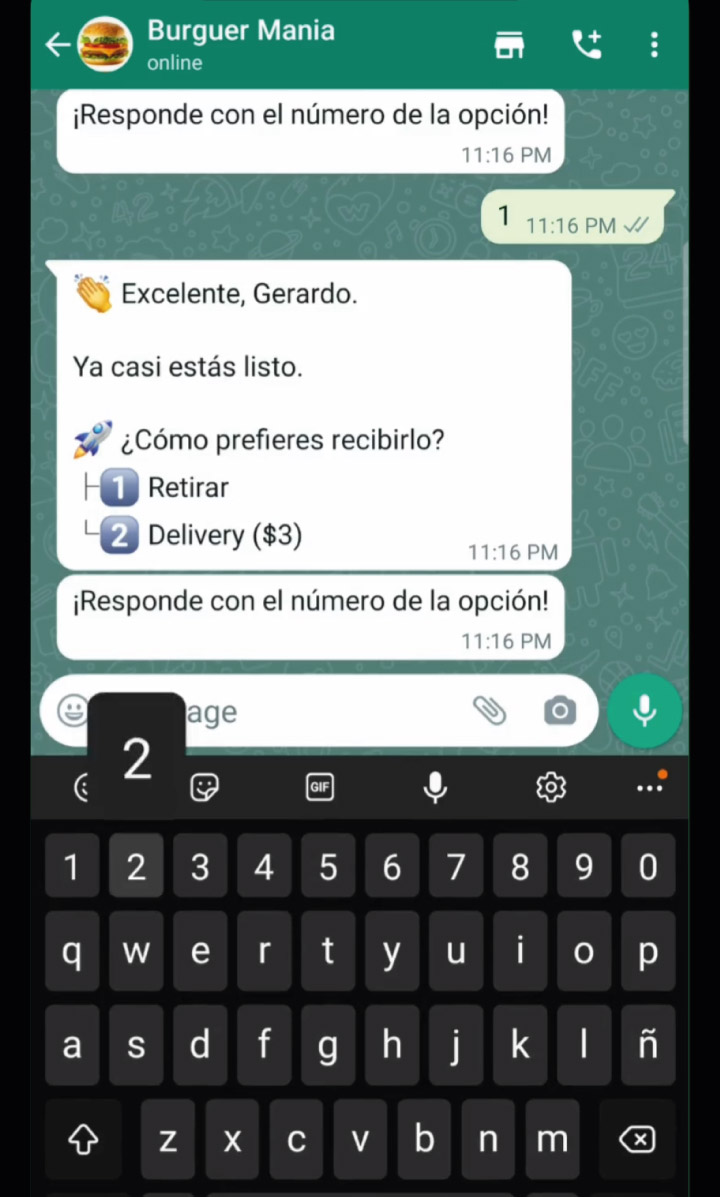 Burguer Mania
online
¡Responde con el número de la opción!
11:16 PM
1 11:16 PM
👏 Excelente, Gerardo.
Ya casi estás listo.
🚀 ¿Cómo prefieres recibirlo?
├1️⃣ Retirar
└2️⃣ Delivery ($3)
11:16 PM
¡Responde con el número de la opción!
11:16 PM
age
2
GIF
1 2 3 4 5 6 7 8 9 0
q w e r t y u i o p
a s d f g h j k l ñ
z x c v b n m